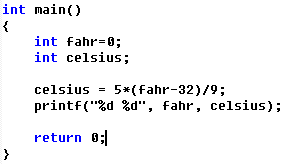 int main()
{
    int fahr=0;
    int celsius;

    celsius = 5*(fahr-32)/9;
    printf("%d %d", fahr, celsius);

    return 0;
}